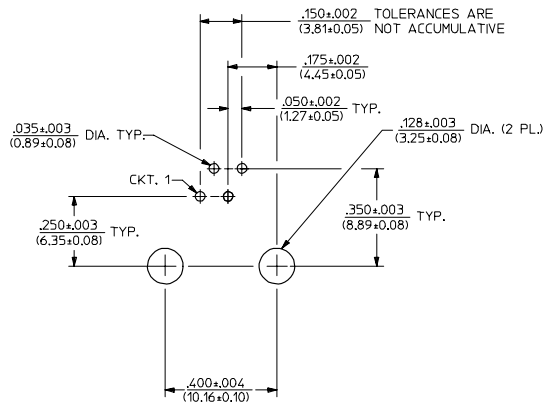 .150±.002 TOLERANCES ARE
(3.81±0.05) NOT ACCUMULATIVE
.175±.002
(4.45±0.05)
.050±.002 TYP.
(1.27±0.05)
.035±.003 DIA. TYP.
(0.89±0.08)
.128±.003 DIA. (2 PL.)
(3.25±0.08)
CKT. 1
.250±.003 TYP.
(6.35±0.08)
.350±.003 TYP.
(8.89±0.08)
.400±.004
(10.16±0.10)